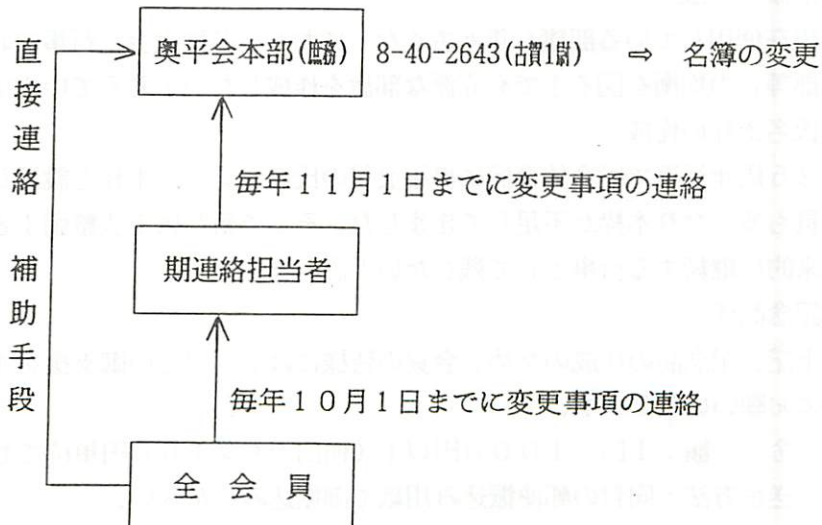 奥平会本部 8-40-2643 ⇒ 名簿の変更
毎年11月1日までに変更事項の連絡
期連絡担当者
毎年10月1日までに変更事項の連絡
全会員
直接連絡 補助手段